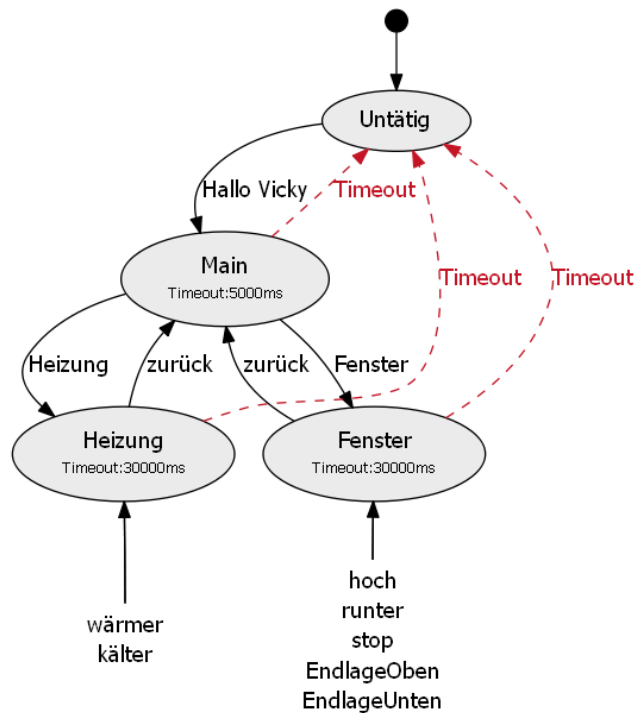 Untätig
Hallo Vicky
Timeout
Main
Timeout:5000ms
Timeout
Timeout
Heizung
zurück
zurück
Fenster
Heizung
Timeout:30000ms
Fenster
Timeout:30000ms
wärmer
kälter
hoch
runter
stop
EndlageOben
EndlageUnten